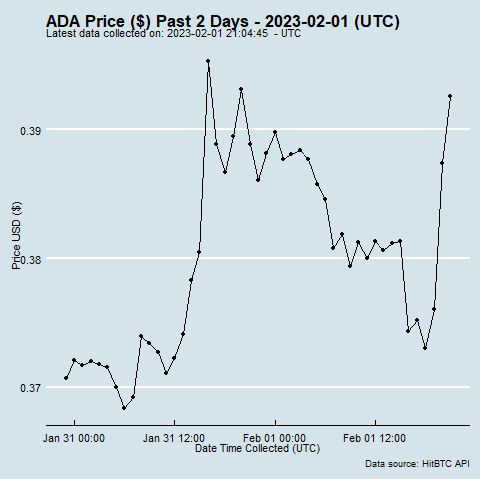 ADA Price ($) Past 2 Days - 2023-02-01 (UTC)
Latest data collected on: 2023-02-01 21:04:45 - UTC
Price USD ($)
0.39
0.38
0.37
Jan 31 00:00
Jan 31 12:00
Feb 01 00:00
Feb 01 12:00
Date Time Collected (UTC)
Data source: HitBTC API